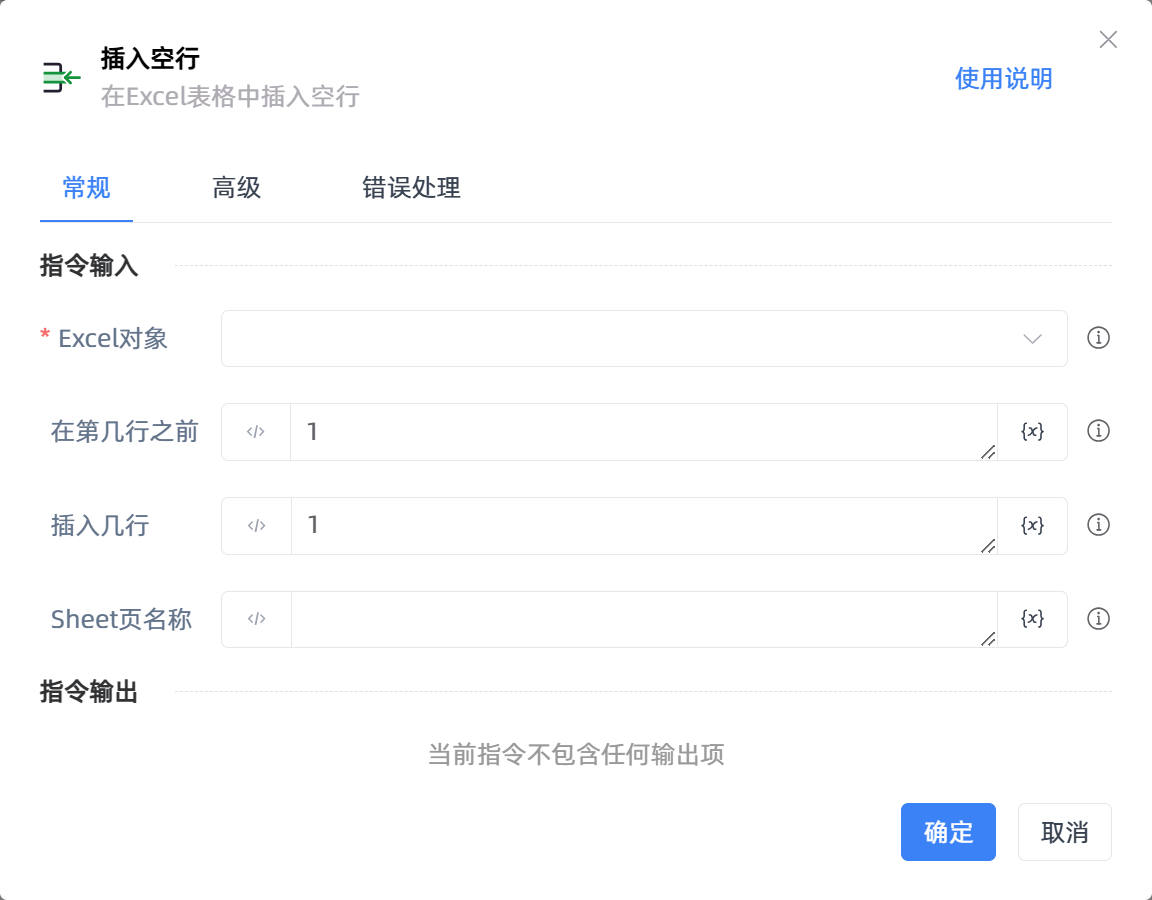 插入空行
在Excel表格中插入空行
使用说明
常规 高级 错误处理
指令输入
* Excel对象
在第几行之前 </> 1 {x}
插入几行 </> 1 {x}
Sheet页名称 </> {x}
指令输出
当前指令不包含任何输出项
确定 取消